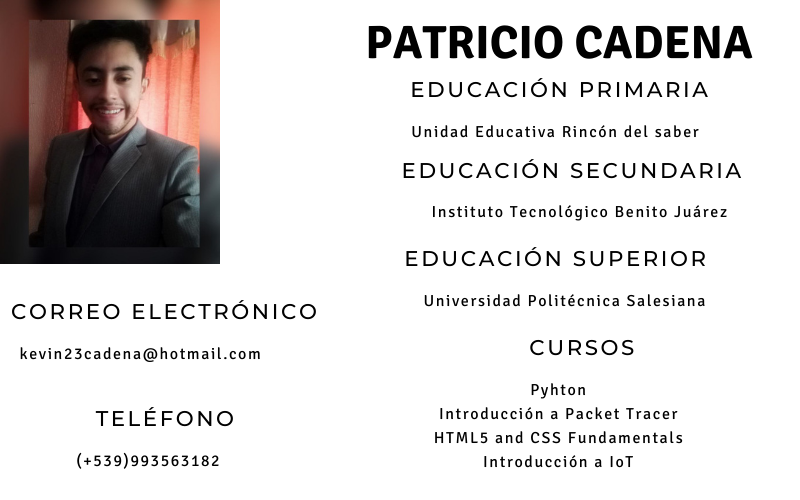 PATRICIO CADENA
EDUCACIÓN PRIMARIA
Unidad Educativa Rincón del saber
EDUCACIÓN SECUNDARIA
Instituto Tecnológico Benito Juárez
EDUCACIÓN SUPERIOR
Universidad Politécnica Salesiana
CURSOS
Pyhton
Introducción a Packet Tracer
HTML5 and CSS Fundamentals
Introducción a IoT
CORREO ELECTRÓNICO
kevin23cadena@hotmail.com
TELÉFONO
(+539)993563182